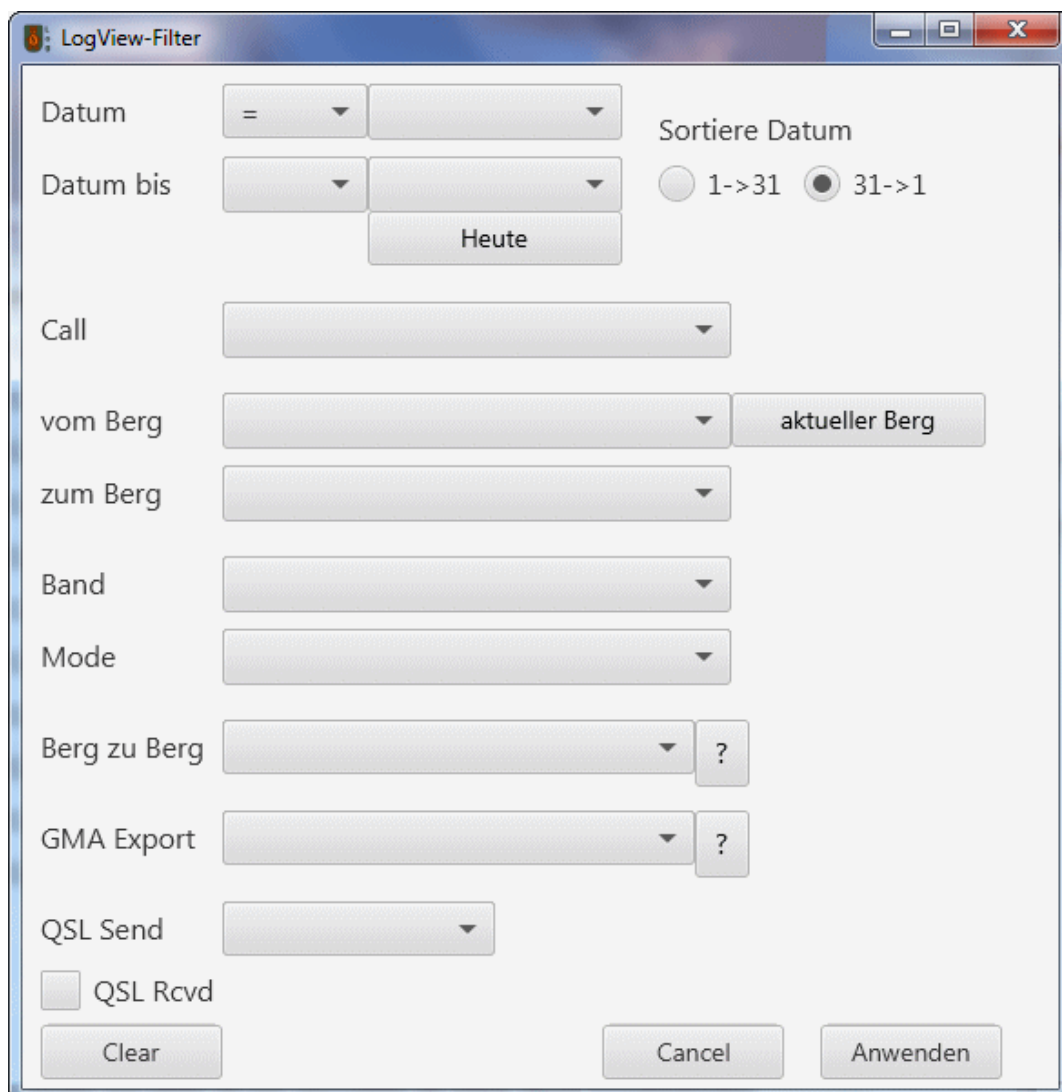 LogView-Filter
Datum
=
Sortiere Datum
Datum bis
1->31
31->1
Heute
Call
vom Berg
aktueller Berg
zum Berg
Band
Mode
Berg zu Berg
?
GMA Export
?
QSL Send
QSL Rcvd
Clear
Cancel
Anwenden